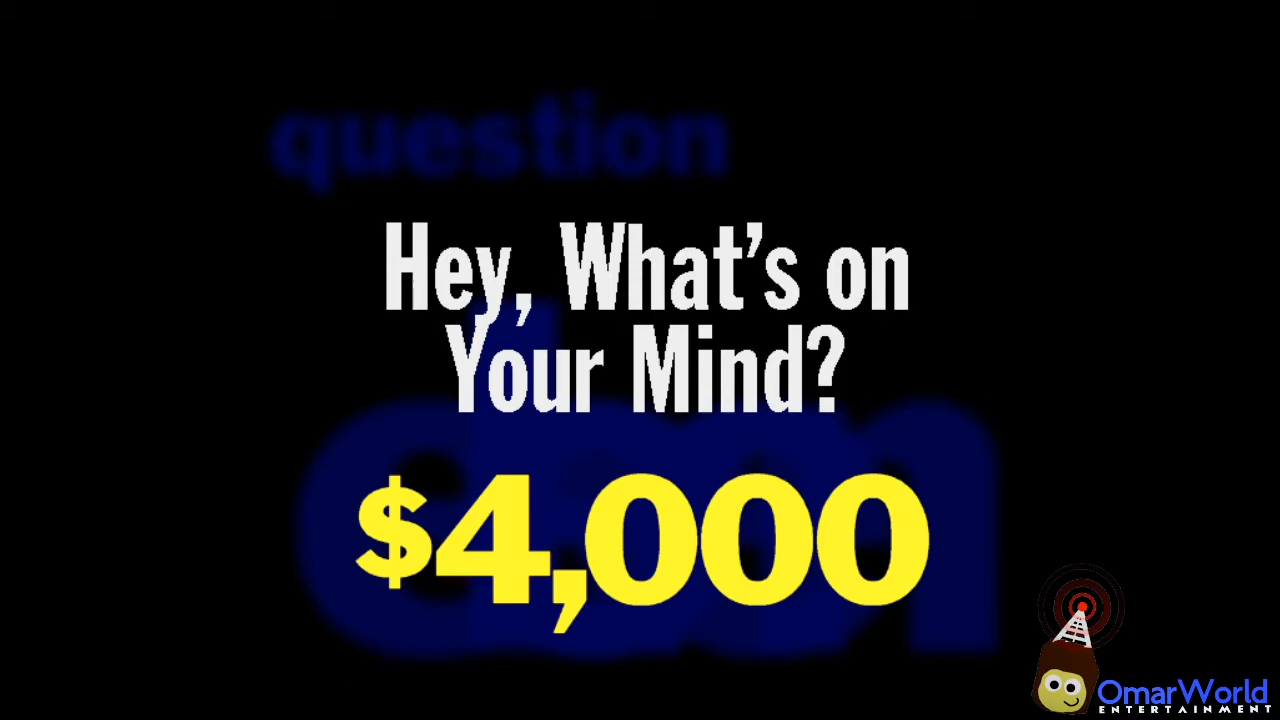 question
Hey, What's on
Your Mind?
$4,000
OmarWorld
ENTERTAINMENT